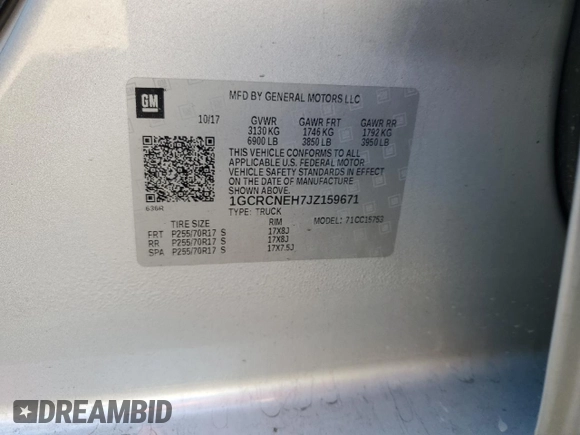 GM
MFD BY GENERAL MOTORS LLC
10/17 GVWR GAWR FRT GAWR RR
3130 KG 1746 KG 1792 KG
6900 LB 3850 LB 3950 LB
THIS VEHICLE CONFORMS TO ALL
APPLICABLE U.S. FEDERAL MOTOR
VEHICLE SAFETY STANDARDS IN EFFECT
ON THE DATE OF MANUFACTURE
SHOWN ABOVE.
1GCRCNEH7JZ159671
TYPE: TRUCK MODEL: 71CC15753
636R
TIRE SIZE RIM
FRT P255/70R17 S 17X8J
RR P255/70R17 S 17X8J
SPA P255/70R17 S 17X7.5J
DREAMBID